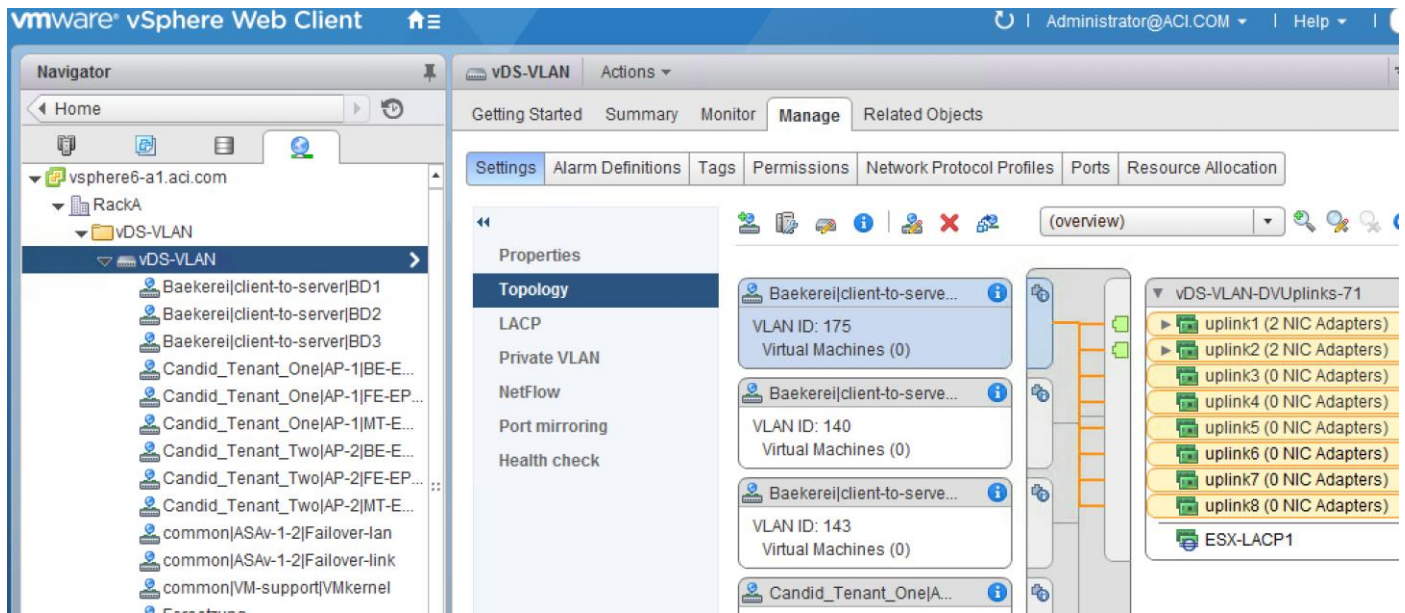 vmware® vSphere Web Client
Administrator@ACI.COM
Help
Navigator
Home
vsphere6-a1.aci.com
RackA
vDS-VLAN
vDS-VLAN
Baekerei|client-to-server|BD1
Baekerei|client-to-server|BD2
Baekerei|client-to-server|BD3
Candid_Tenant_One|AP-1|BE-E...
Candid_Tenant_One|AP-1|FE-EP...
Candid_Tenant_One|AP-1|MT-E...
Candid_Tenant_Two|AP-2|BE-E...
Candid_Tenant_Two|AP-2|FE-EP...
Candid_Tenant_Two|AP-2|MT-E...
common|ASAv-1-2|Failover-lan
common|ASAv-1-2|Failover-link
common|VM-support|VMkernel
vDS-VLAN Actions
Getting Started Summary Monitor Manage Related Objects
Settings Alarm Definitions Tags Permissions Network Protocol Profiles Ports Resource Allocation
Properties
Topology
LACP
Private VLAN
NetFlow
Port mirroring
Health check
(overview)
Baekerei|client-to-serve...
VLAN ID: 175
Virtual Machines (0)
Baekerei|client-to-serve...
VLAN ID: 140
Virtual Machines (0)
Baekerei|client-to-serve...
VLAN ID: 143
Virtual Machines (0)
Candid_Tenant_One|A...
vDS-VLAN-DVUplinks-71
uplink1 (2 NIC Adapters)
uplink2 (2 NIC Adapters)
uplink3 (0 NIC Adapters)
uplink4 (0 NIC Adapters)
uplink5 (0 NIC Adapters)
uplink6 (0 NIC Adapters)
uplink7 (0 NIC Adapters)
uplink8 (0 NIC Adapters)
ESX-LACP1